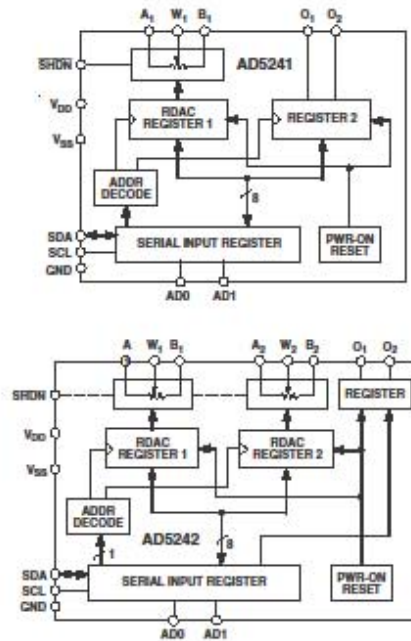 A1 W1 B1 O1 O2
SHDN
AD5241
VDD
RDAC
REGISTER 1
REGISTER 2
VSS
ADDR
DECODE
8
SDA
SERIAL INPUT REGISTER
PWR-ON
RESET
SCL
GND
AD0 AD1
A W1 B1 A2 W2 B2 O1 O2
SHDN
REGISTER
VDD
RDAC
REGISTER 1
RDAC
REGISTER 2
VSS
ADDR
DECODE
1
AD5242
8
SDA
SERIAL INPUT REGISTER
PWR-ON
RESET
SCL
GND
AD0 AD1